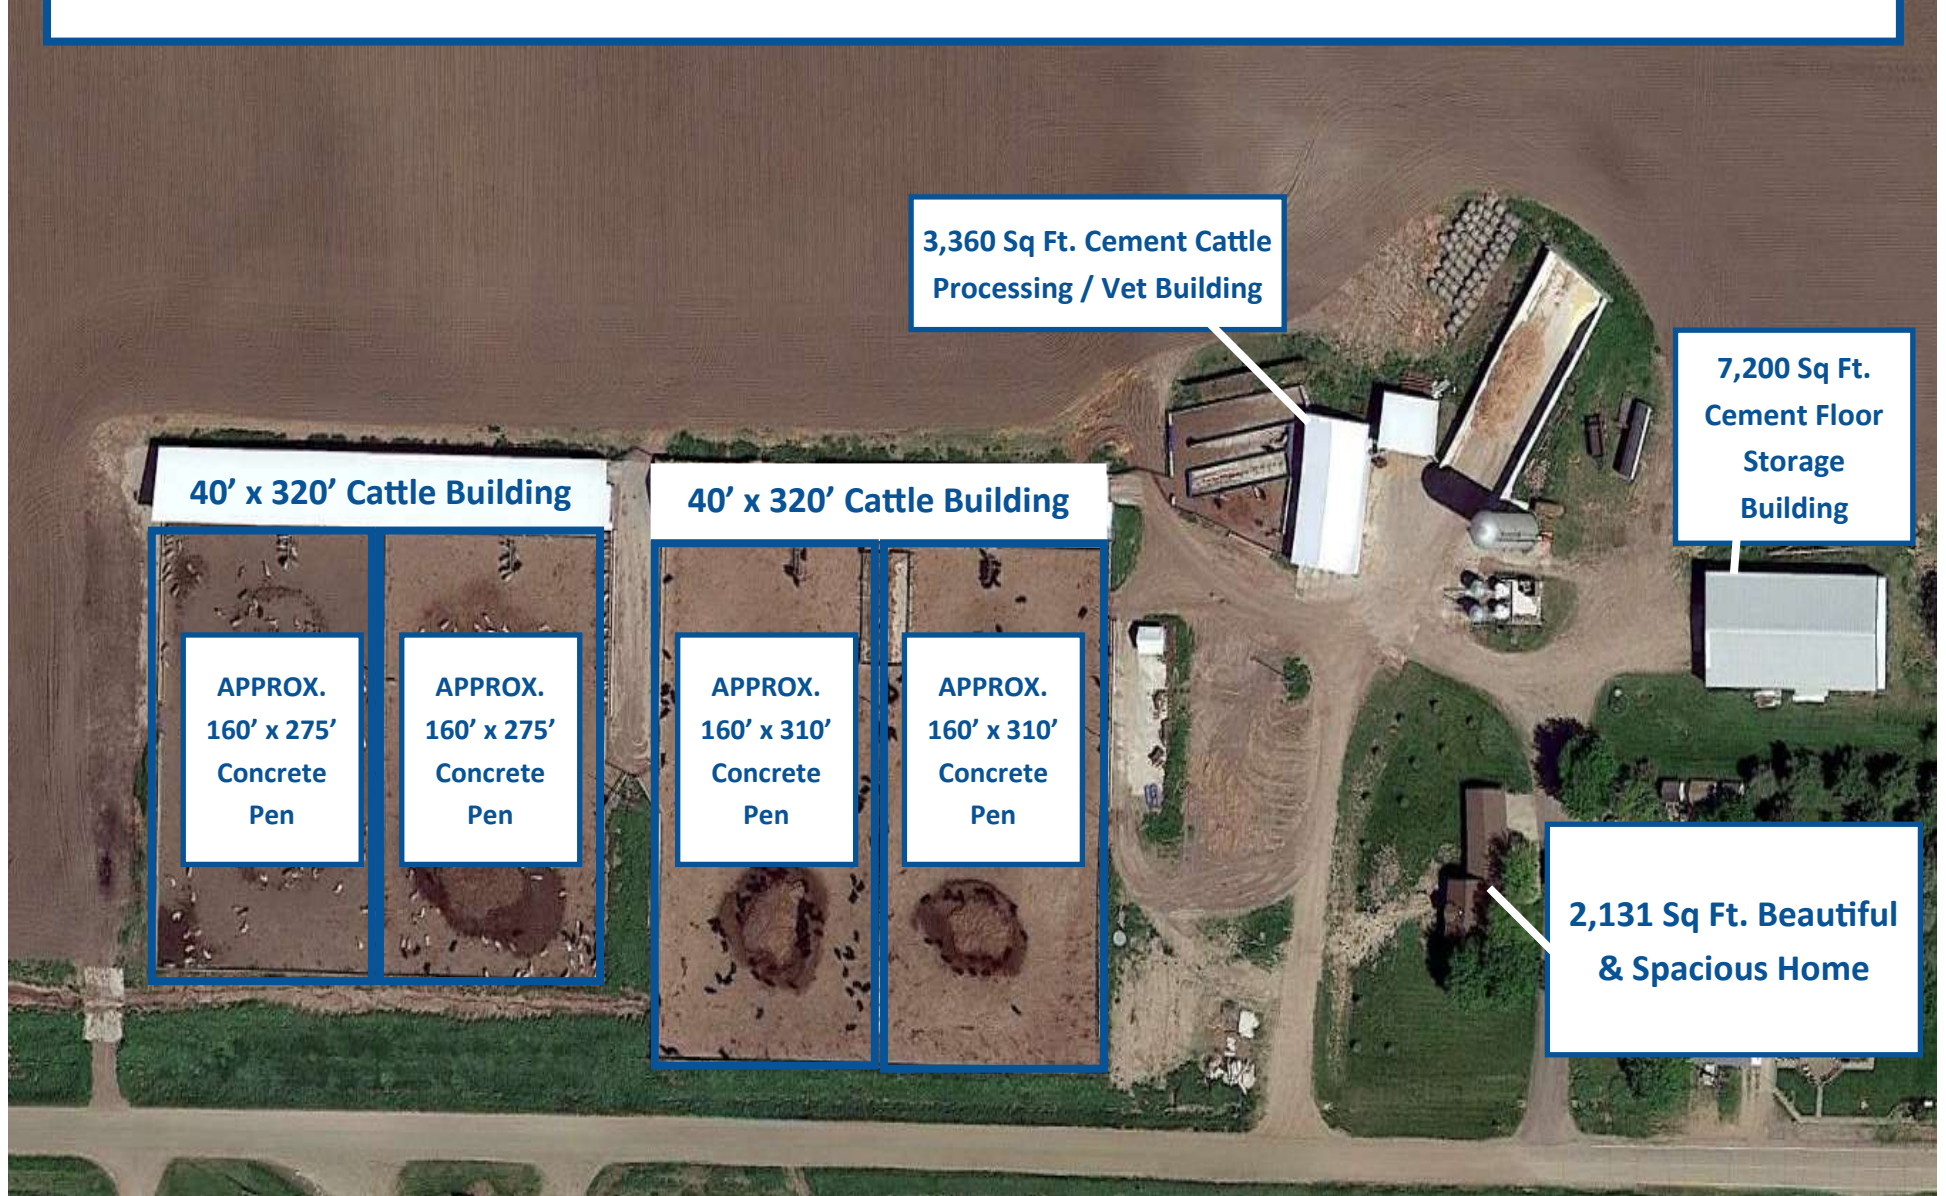 3,360 Sq Ft. Cement Cattle
Processing / Vet Building
7,200 Sq Ft.
Cement Floor
Storage
Building
40’ x 320’ Cattle Building
40’ x 320’ Cattle Building
APPROX.
160’ x 275’
Concrete
Pen
APPROX.
160’ x 275’
Concrete
Pen
APPROX.
160’ x 310’
Concrete
Pen
APPROX.
160’ x 310’
Concrete
Pen
2,131 Sq Ft. Beautiful
& Spacious Home